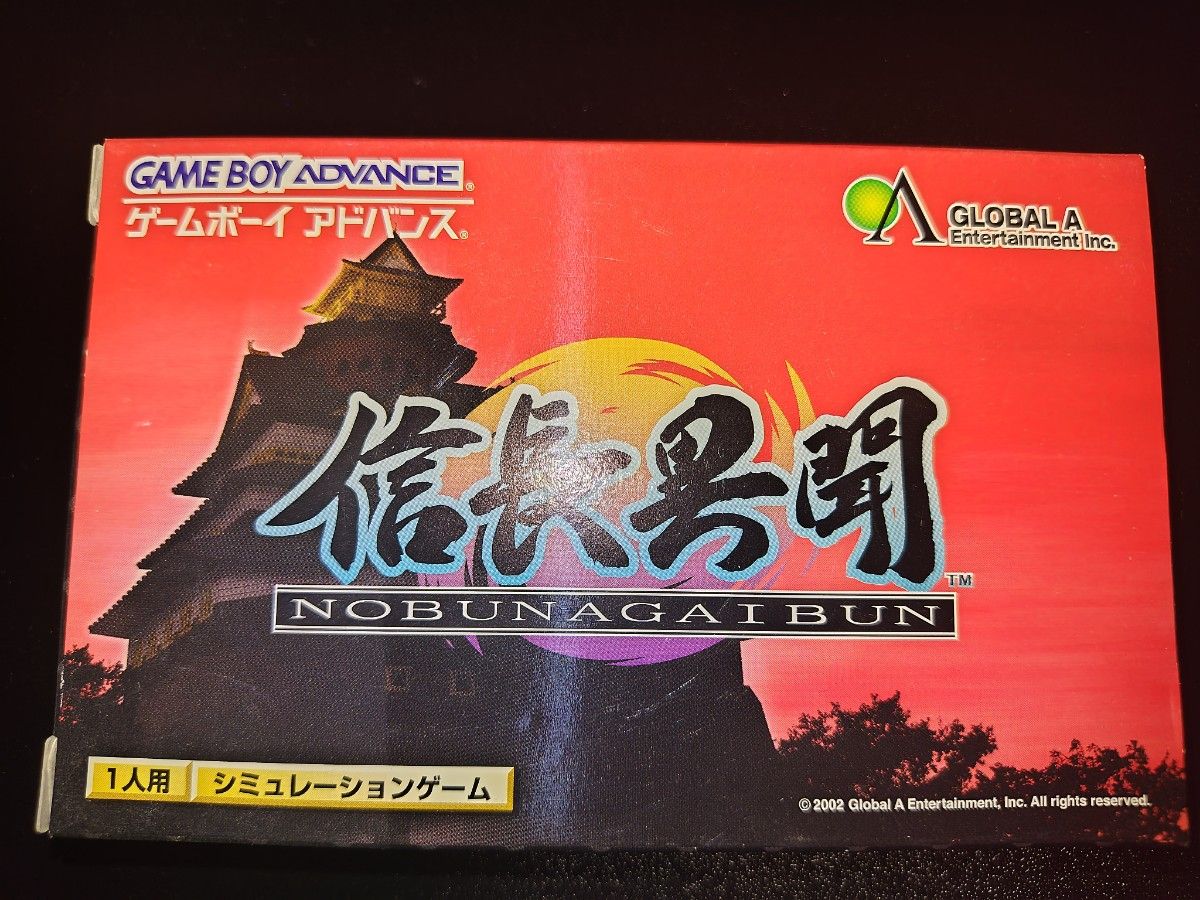 GAME BOY ADVANCE®
ゲームボーイ アドバンス®
GLOBAL A
Entertainment Inc.
信長異聞™
NOBUNAGAIBUN
1人用 シミュレーションゲーム
© 2002 Global A Entertainment, Inc. All rights reserved.